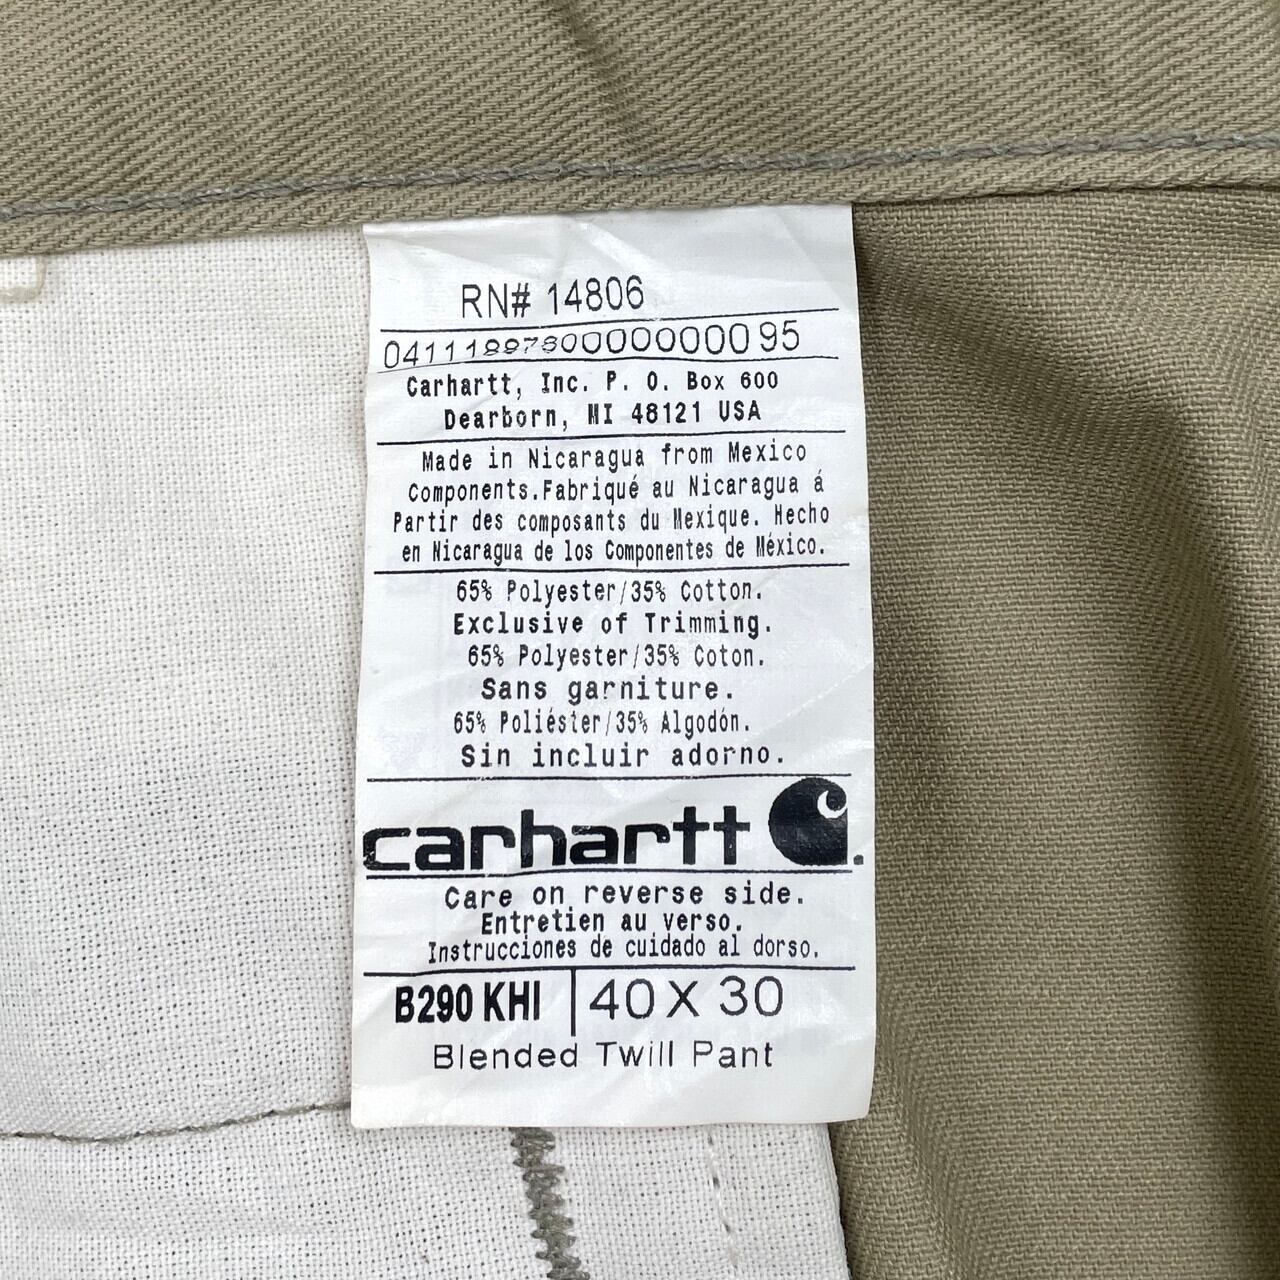 RN# 14806
Carhartt, Inc. P. O. Box 600
Dearborn, MI 48121 USA
Made in Nicaragua from Mexico
Components.Fabriqué au Nicaragua á
Partir des composants du Mexique. Hecho
en Nicaragua de los Componentes de México.
65% Polyester/35% Cotton.
Exclusive of Trimming.
65% Polyester/35% Coton.
Sans garniture.
65% Poliéster/35% Algodón.
Sin incluir adorno.
carhartt
Care on reverse side.
Entretien au verso.
Instrucciones de cuidado al dorso.
B290 KHI | 40 X 30
Blended Twill Pant